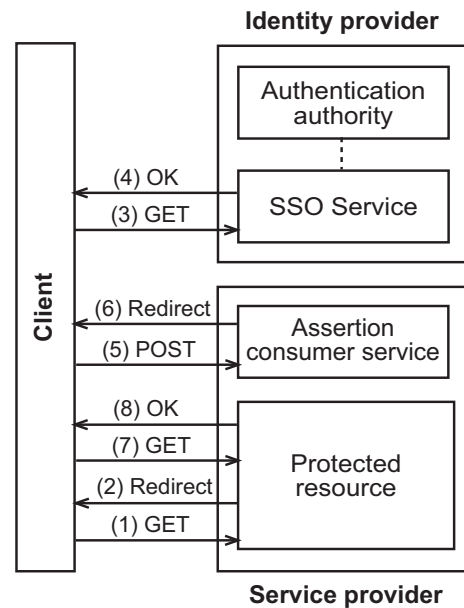 Identity provider
Authentication
authority
(4) OK
(3) GET
SSO Service
Client
(6) Redirect
(5) POST
Assertion
consumer service
(8) OK
(7) GET
(2) Redirect
(1) GET
Protected
resource
Service provider